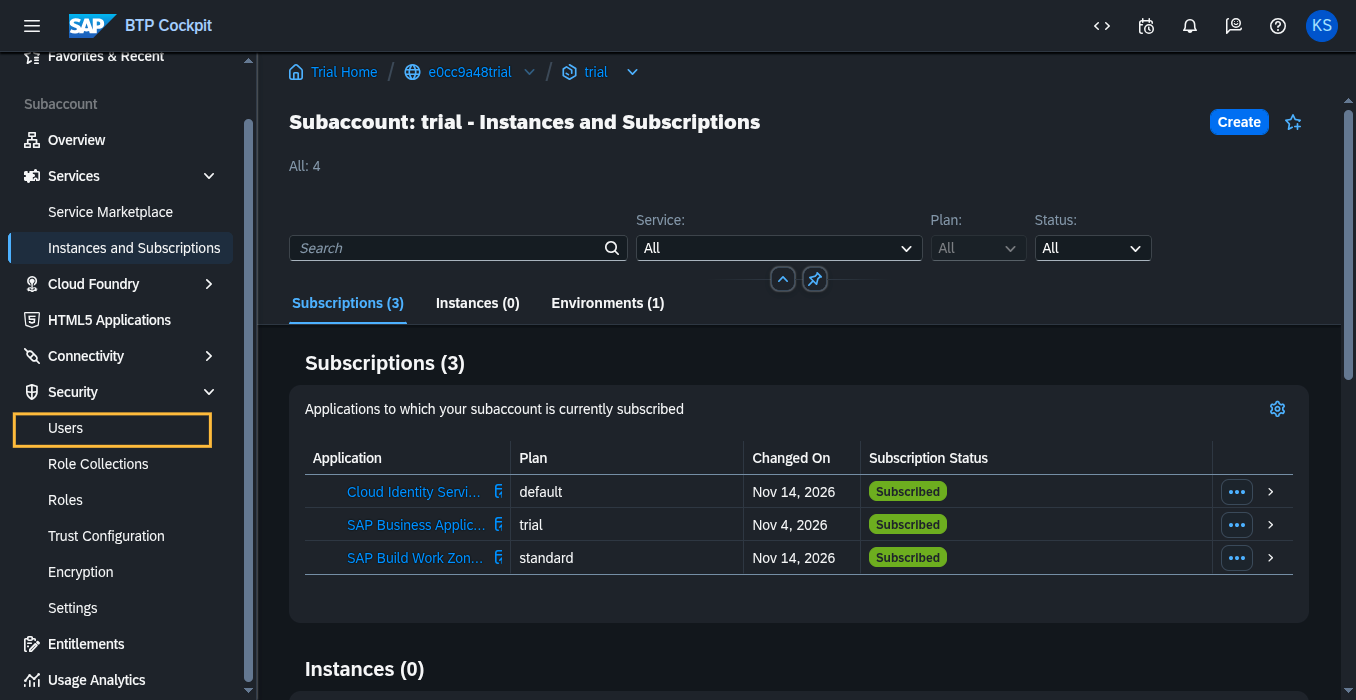 SAP BTP Cockpit
KS
Favorites & Recent
Subaccount
Overview
Services
Service Marketplace
Instances and Subscriptions
Cloud Foundry
HTML5 Applications
Connectivity
Security
Users
Role Collections
Roles
Trust Configuration
Encryption
Settings
Entitlements
Usage Analytics
Trial Home / e0cc9a48trial / trial
Subaccount: trial - Instances and Subscriptions
Create
All: 4
Service: Plan: Status:
Search All All All
Subscriptions (3) Instances (0) Environments (1)
Subscriptions (3)
Applications to which your subaccount is currently subscribed
Application Plan Changed On Subscription Status
Cloud Identity Servi... default Nov 14, 2026 Subscribed
SAP Business Applic... trial Nov 4, 2026 Subscribed
SAP Build Work Zon... standard Nov 14, 2026 Subscribed
Instances (0)